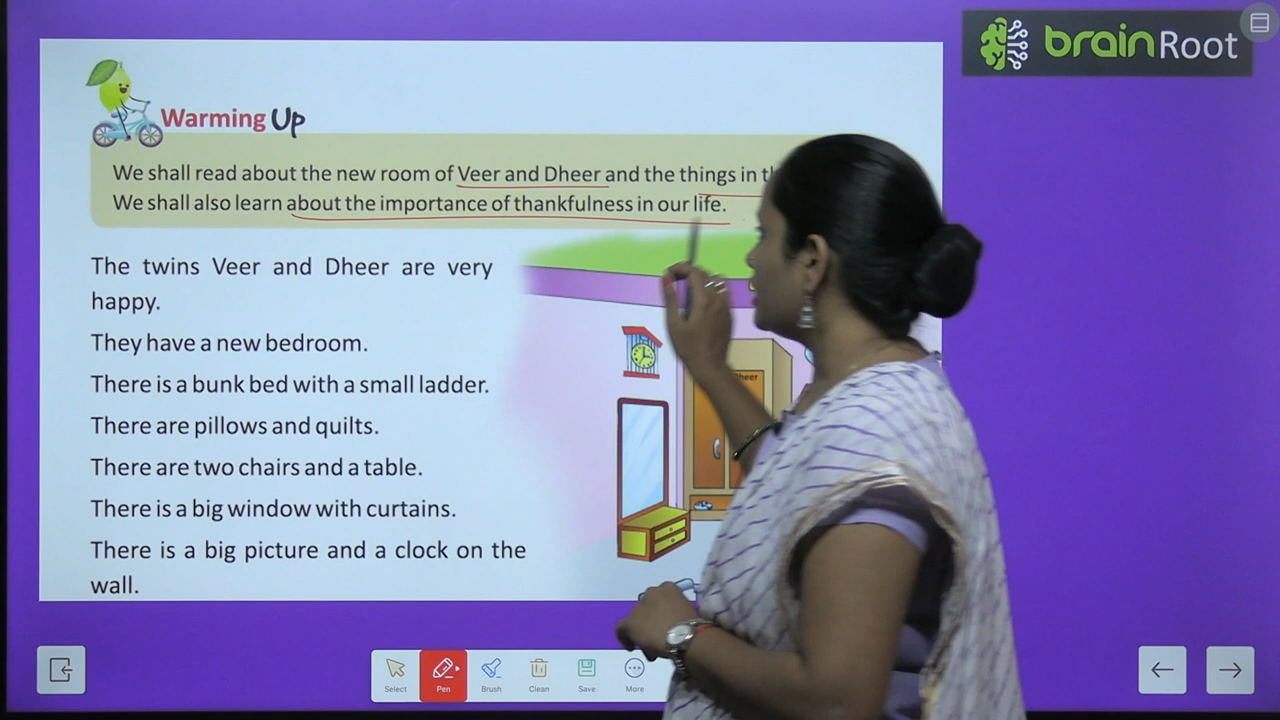 brainRoot
Warming Up
We shall read about the new room of Veer and Dheer and the things in
We shall also learn about the importance of thankfulness in our life.
The twins Veer and Dheer are very
happy.
They have a new bedroom.
There is a bunk bed with a small ladder.
There are pillows and quilts.
There are two chairs and a table.
There is a big window with curtains.
There is a big picture and a clock on the
wall.
Select Pen Brush Clean Save More